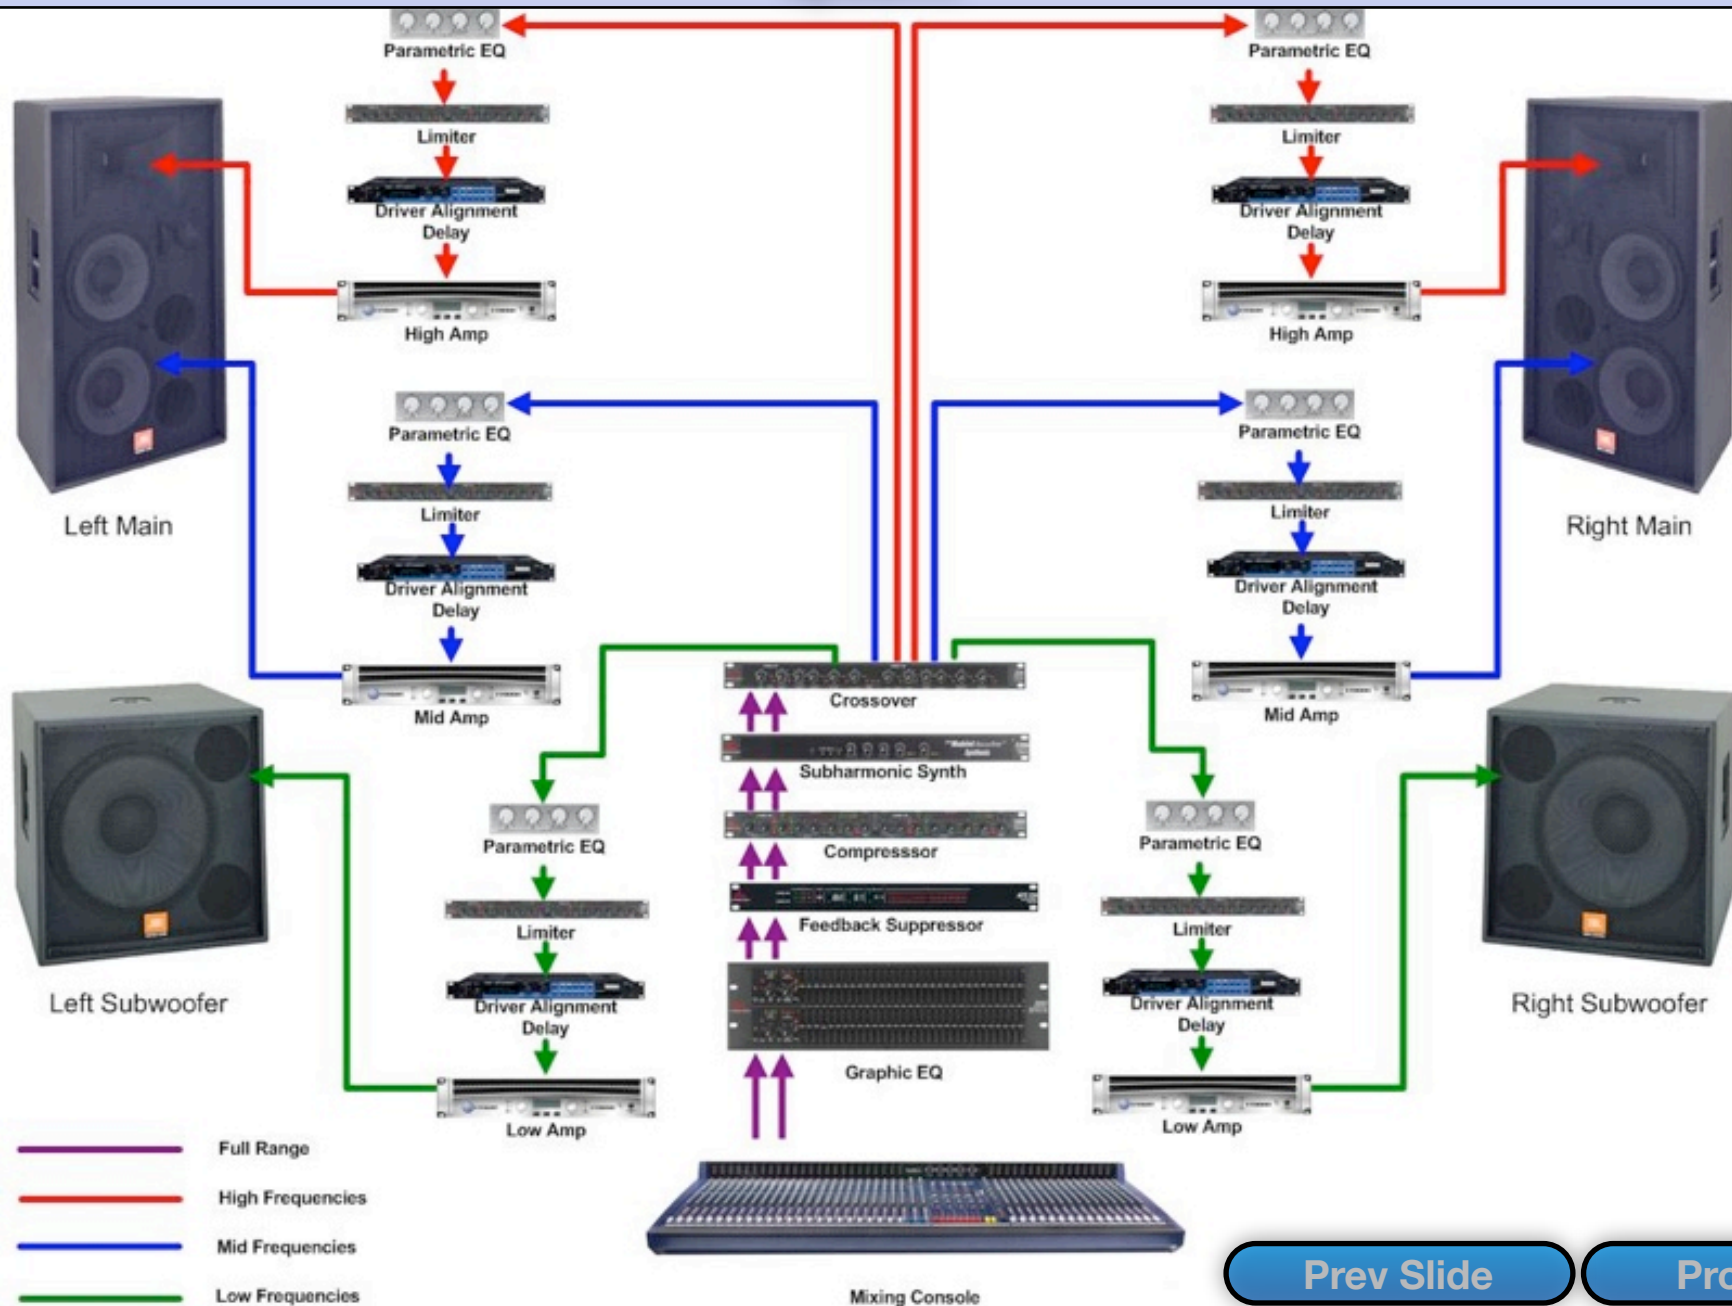 Parametric EQ
Parametric EQ
Limiter
Limiter
Driver Alignment
Delay
Driver Alignment
Delay
High Amp
High Amp
Parametric EQ
Parametric EQ
Limiter
Limiter
Left Main
Right Main
Driver Alignment
Delay
Driver Alignment
Delay
Mid Amp
Mid Amp
Crossover
Subharmonic Synth
Parametric EQ
Parametric EQ
Compresssor
Limiter
Limiter
Feedback Suppressor
Left Subwoofer
Right Subwoofer
Driver Alignment
Delay
Driver Alignment
Delay
Graphic EQ
Low Amp
Low Amp
Full Range
High Frequencies
Mid Frequencies
Low Frequencies
Mixing Console
Prev Slide
Pro